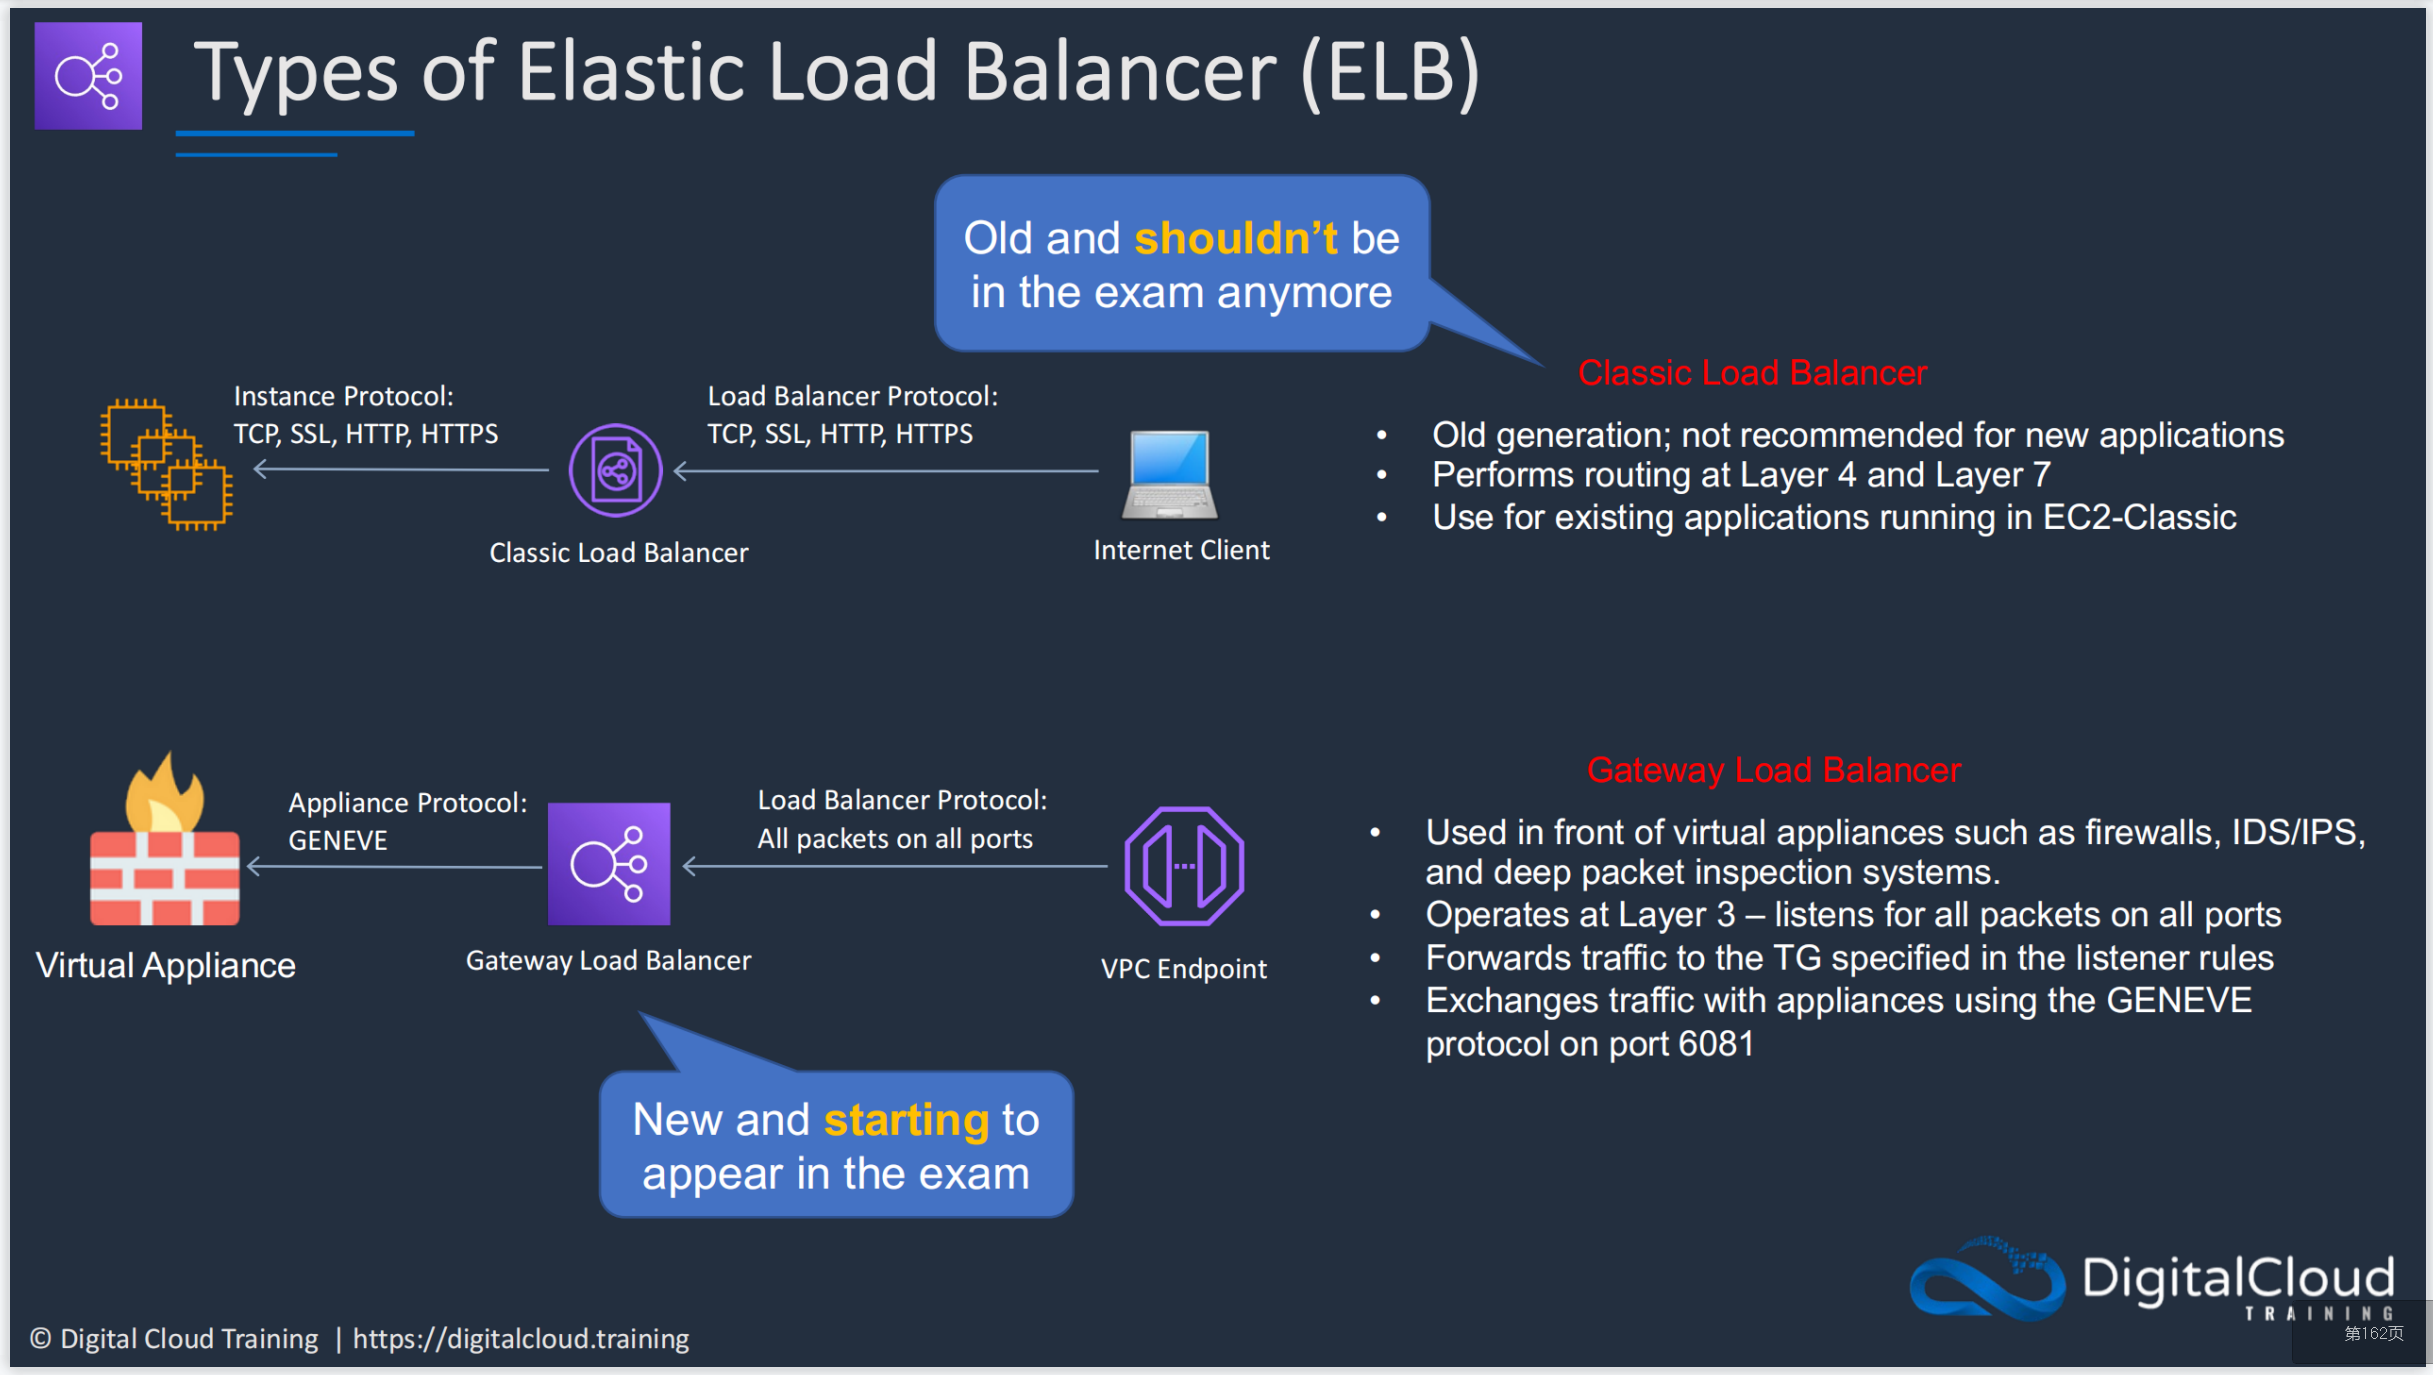 Types of Elastic Load Balancer (ELB)
Old and shouldn’t be
in the exam anymore
Instance Protocol:
TCP, SSL, HTTP, HTTPS
Load Balancer Protocol:
TCP, SSL, HTTP, HTTPS
Classic Load Balancer
Internet Client
Classic Load Balancer
• Old generation; not recommended for new applications
• Performs routing at Layer 4 and Layer 7
• Use for existing applications running in EC2-Classic
Appliance Protocol:
GENEVE
Load Balancer Protocol:
All packets on all ports
Virtual Appliance
Gateway Load Balancer
VPC Endpoint
Gateway Load Balancer
• Used in front of virtual appliances such as firewalls, IDS/IPS,
and deep packet inspection systems.
• Operates at Layer 3 – listens for all packets on all ports
• Forwards traffic to the TG specified in the listener rules
• Exchanges traffic with appliances using the GENEVE
protocol on port 6081
New and starting to
appear in the exam
DigitalCloud
TRAINING
© Digital Cloud Training | https://digitalcloud.training
第162页